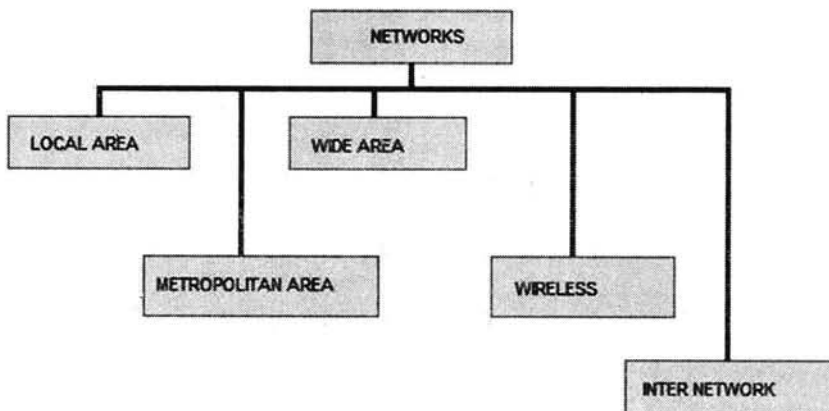 NETWORKS
LOCAL AREA
WIDE AREA
METROPOLITAN AREA
WIRELESS
INTER NETWORK